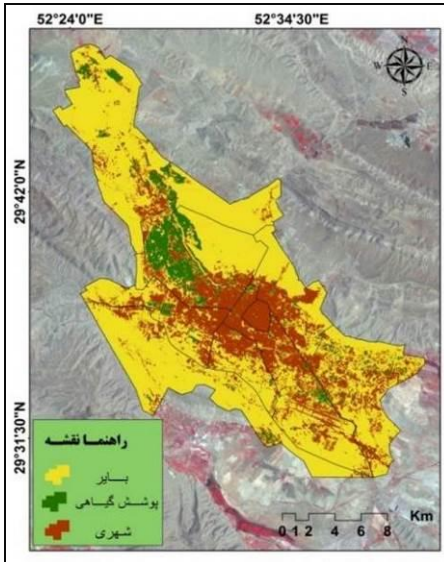 52°24'0"E
52°34'30"E
N
W
E
S
29°42'0"N
29°31'30"N
راهنما نقشه
بایر
پوشش گیاهی
شهری
Km
0 1 2 4 6 8